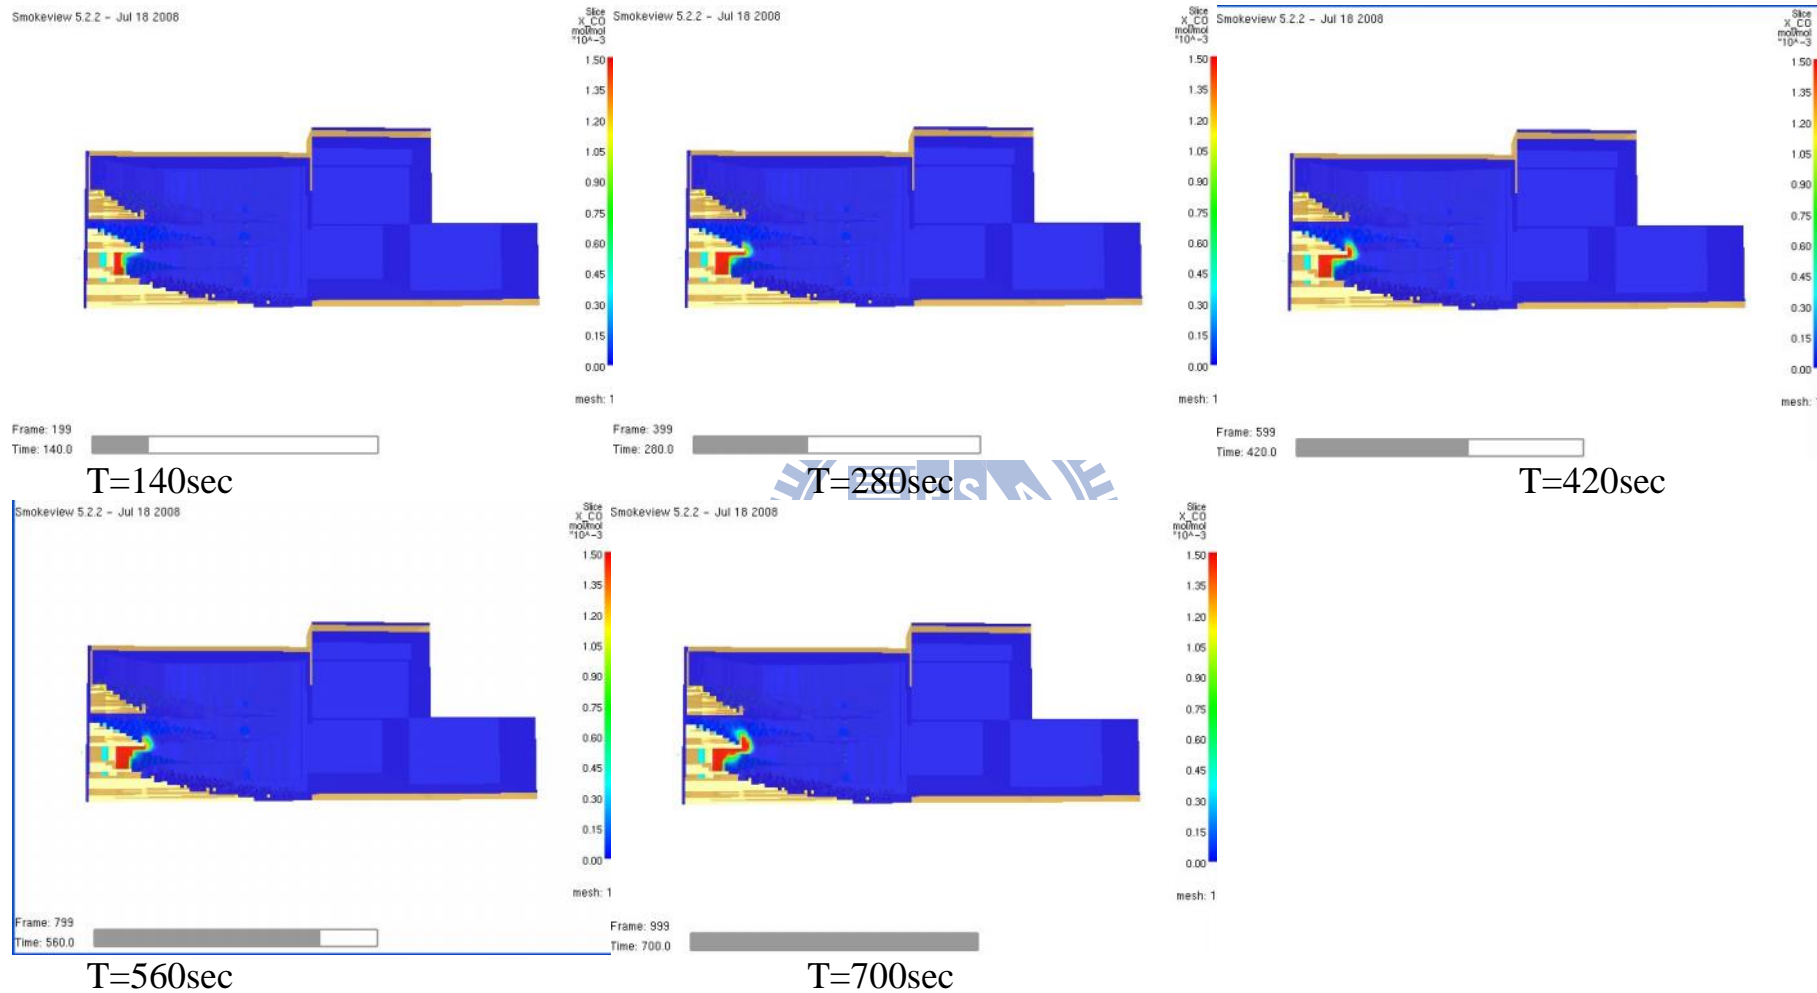 Smokeview 5.2.2 - Jul 18 2008
Slice
X_CO
mol/mol
*10^-3
1.50
1.35
1.20
1.05
0.90
0.75
0.60
0.45
0.30
0.15
0.00
mesh: 1
Frame: 199
Time: 140.0
T=140sec
Smokeview 5.2.2 - Jul 18 2008
Slice
X_CO
mol/mol
*10^-3
1.50
1.35
1.20
1.05
0.90
0.75
0.60
0.45
0.30
0.15
0.00
mesh: 1
Frame: 399
Time: 280.0
T=280sec
Smokeview 5.2.2 - Jul 18 2008
Slice
X_CO
mol/mol
*10^-3
1.50
1.35
1.20
1.05
0.90
0.75
0.60
0.45
0.30
0.15
0.00
mesh:
Frame: 599
Time: 420.0
T=420sec
Smokeview 5.2.2 - Jul 18 2008
Slice
X_CO
mol/mol
*10^-3
1.50
1.35
1.20
1.05
0.90
0.75
0.60
0.45
0.30
0.15
0.00
mesh: 1
Frame: 799
Time: 560.0
T=560sec
Smokeview 5.2.2 - Jul 18 2008
Slice
X_CO
mol/mol
*10^-3
1.50
1.35
1.20
1.05
0.90
0.75
0.60
0.45
0.30
0.15
0.00
mesh: 1
Frame: 999
Time: 700.0
T=700sec